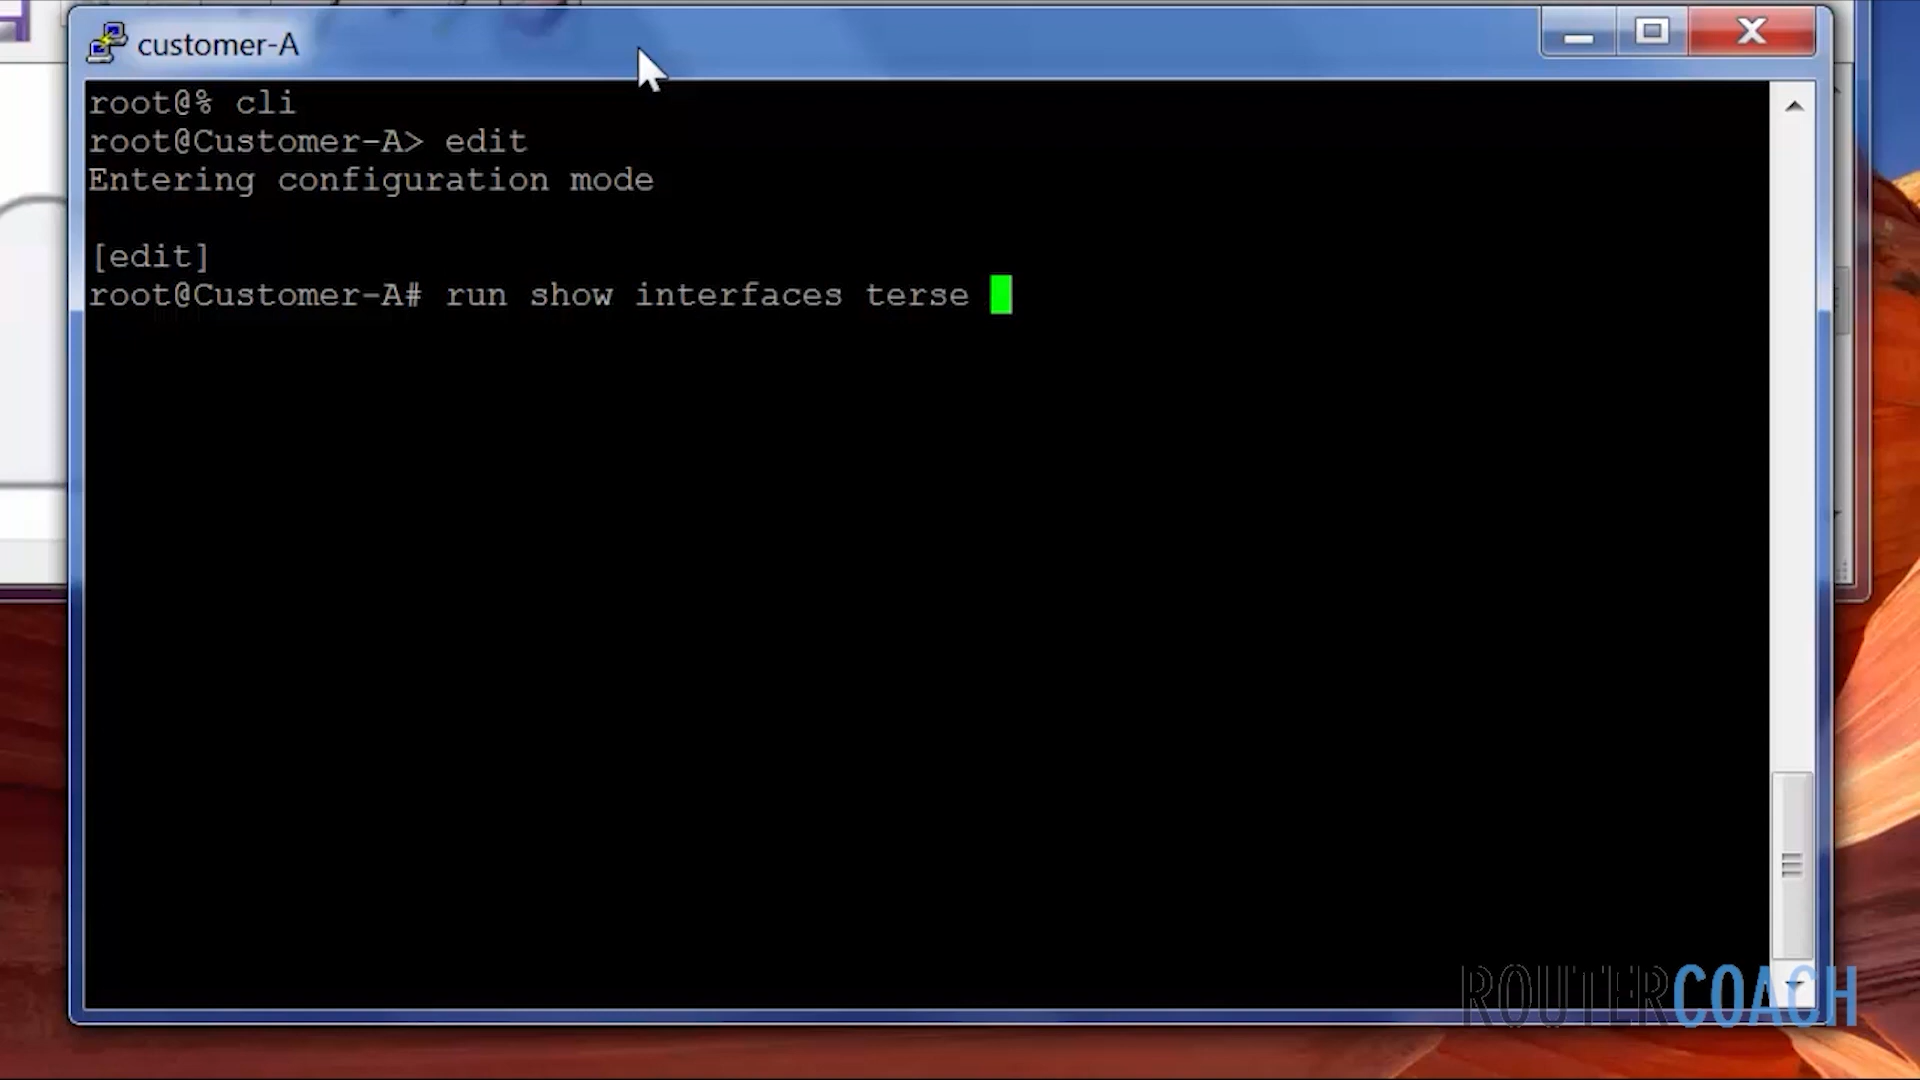 customer-A
root@% cli
root@Customer-A> edit
Entering configuration mode
[edit]
root@Customer-A# run show interfaces terse
ROUTERCOACH